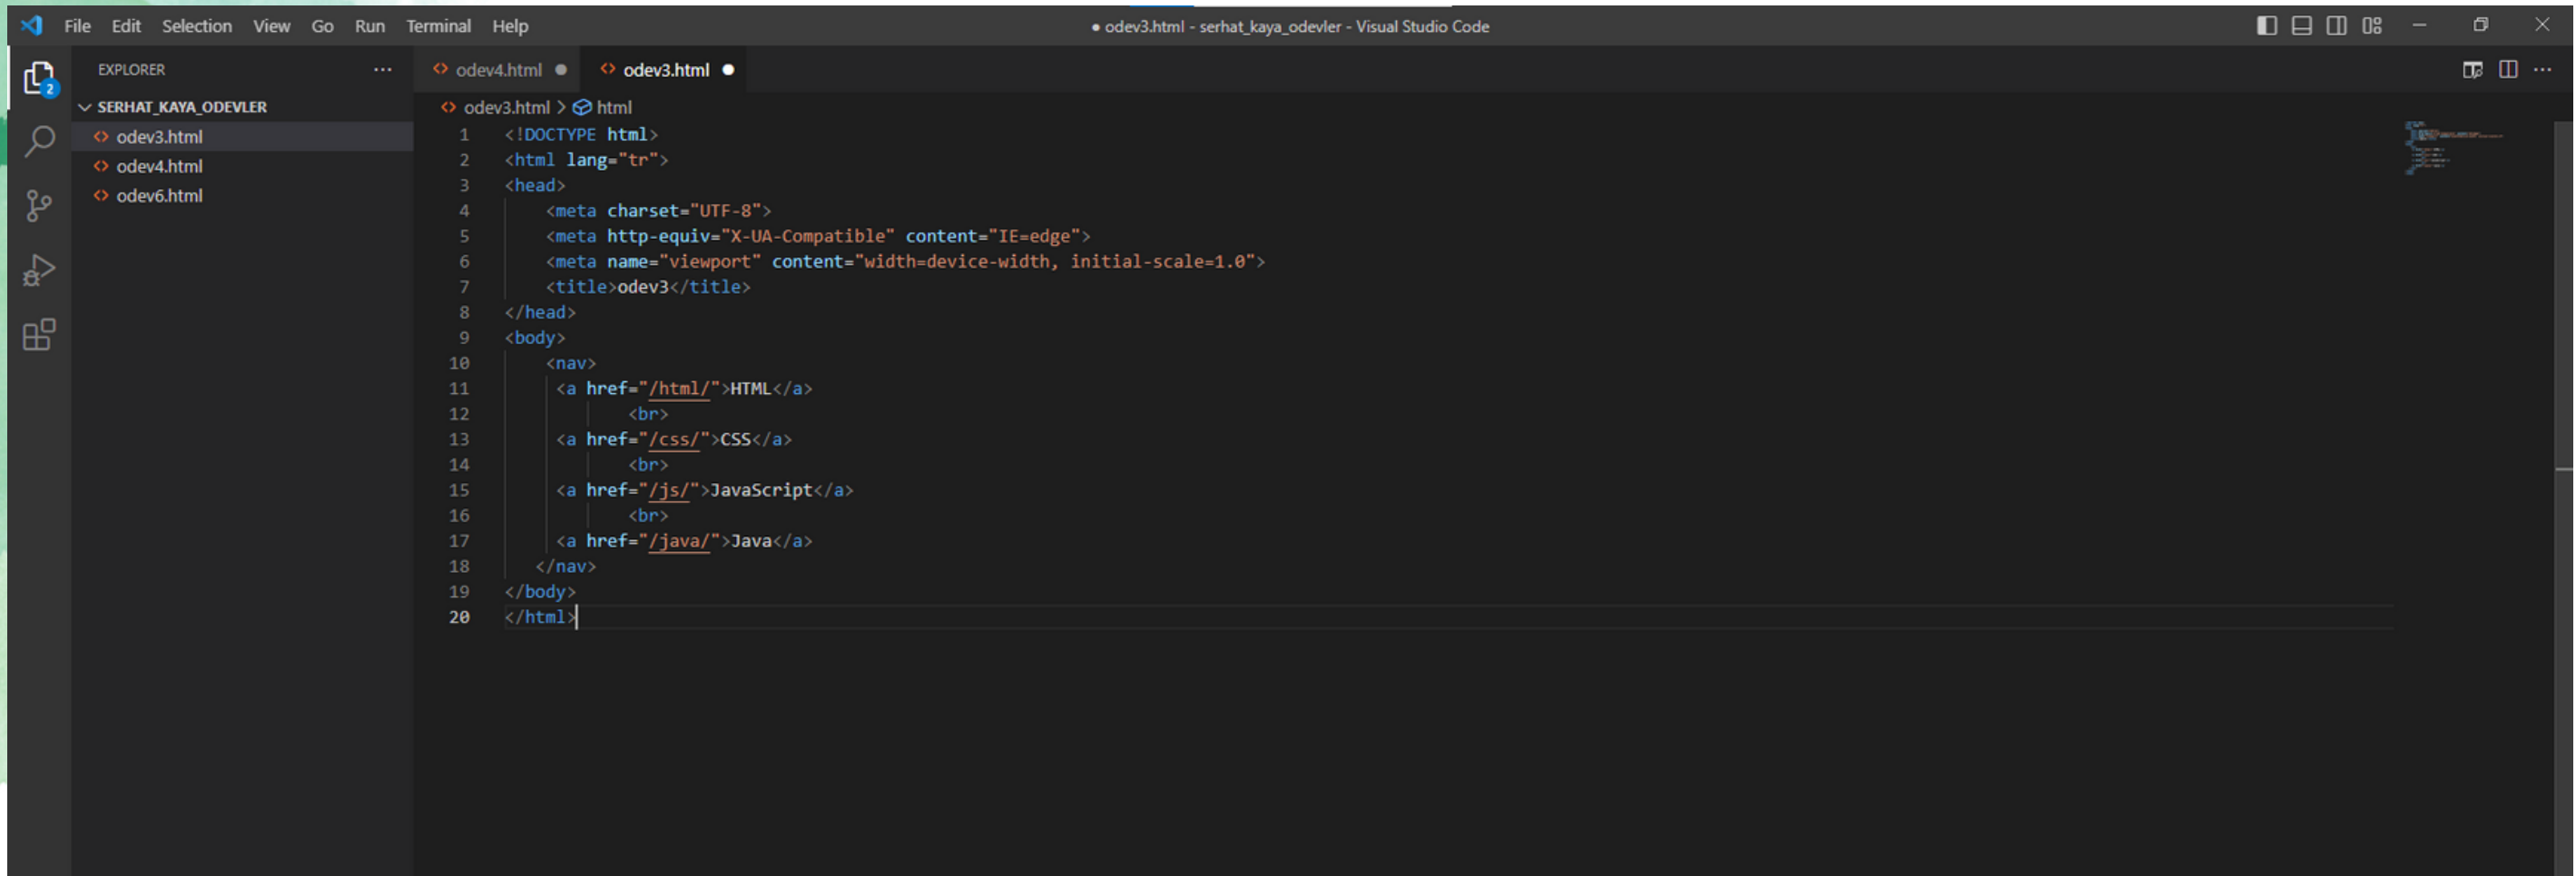 File Edit Selection View Go Run Terminal Help
● odev3.html - serhat_kaya_odevler - Visual Studio Code
EXPLORER
2
SERHAT_KAYA_ODEVLER
odev3.html
odev4.html
odev6.html
odev4.html ● odev3.html ●
odev3.html > html
1 <!DOCTYPE html>
2 <html lang="tr">
3 <head>
4     <meta charset="UTF-8">
5     <meta http-equiv="X-UA-Compatible" content="IE=edge">
6     <meta name="viewport" content="width=device-width, initial-scale=1.0">
7     <title>odev3</title>
8 </head>
9 <body>
10     <nav>
11      <a href="/html/">HTML</a>
12             <br>
13      <a href="/css/">CSS</a>
14             <br>
15      <a href="/js/">JavaScript</a>
16             <br>
17      <a href="/java/">Java</a>
18    </nav>
19 </body>
20 </html>